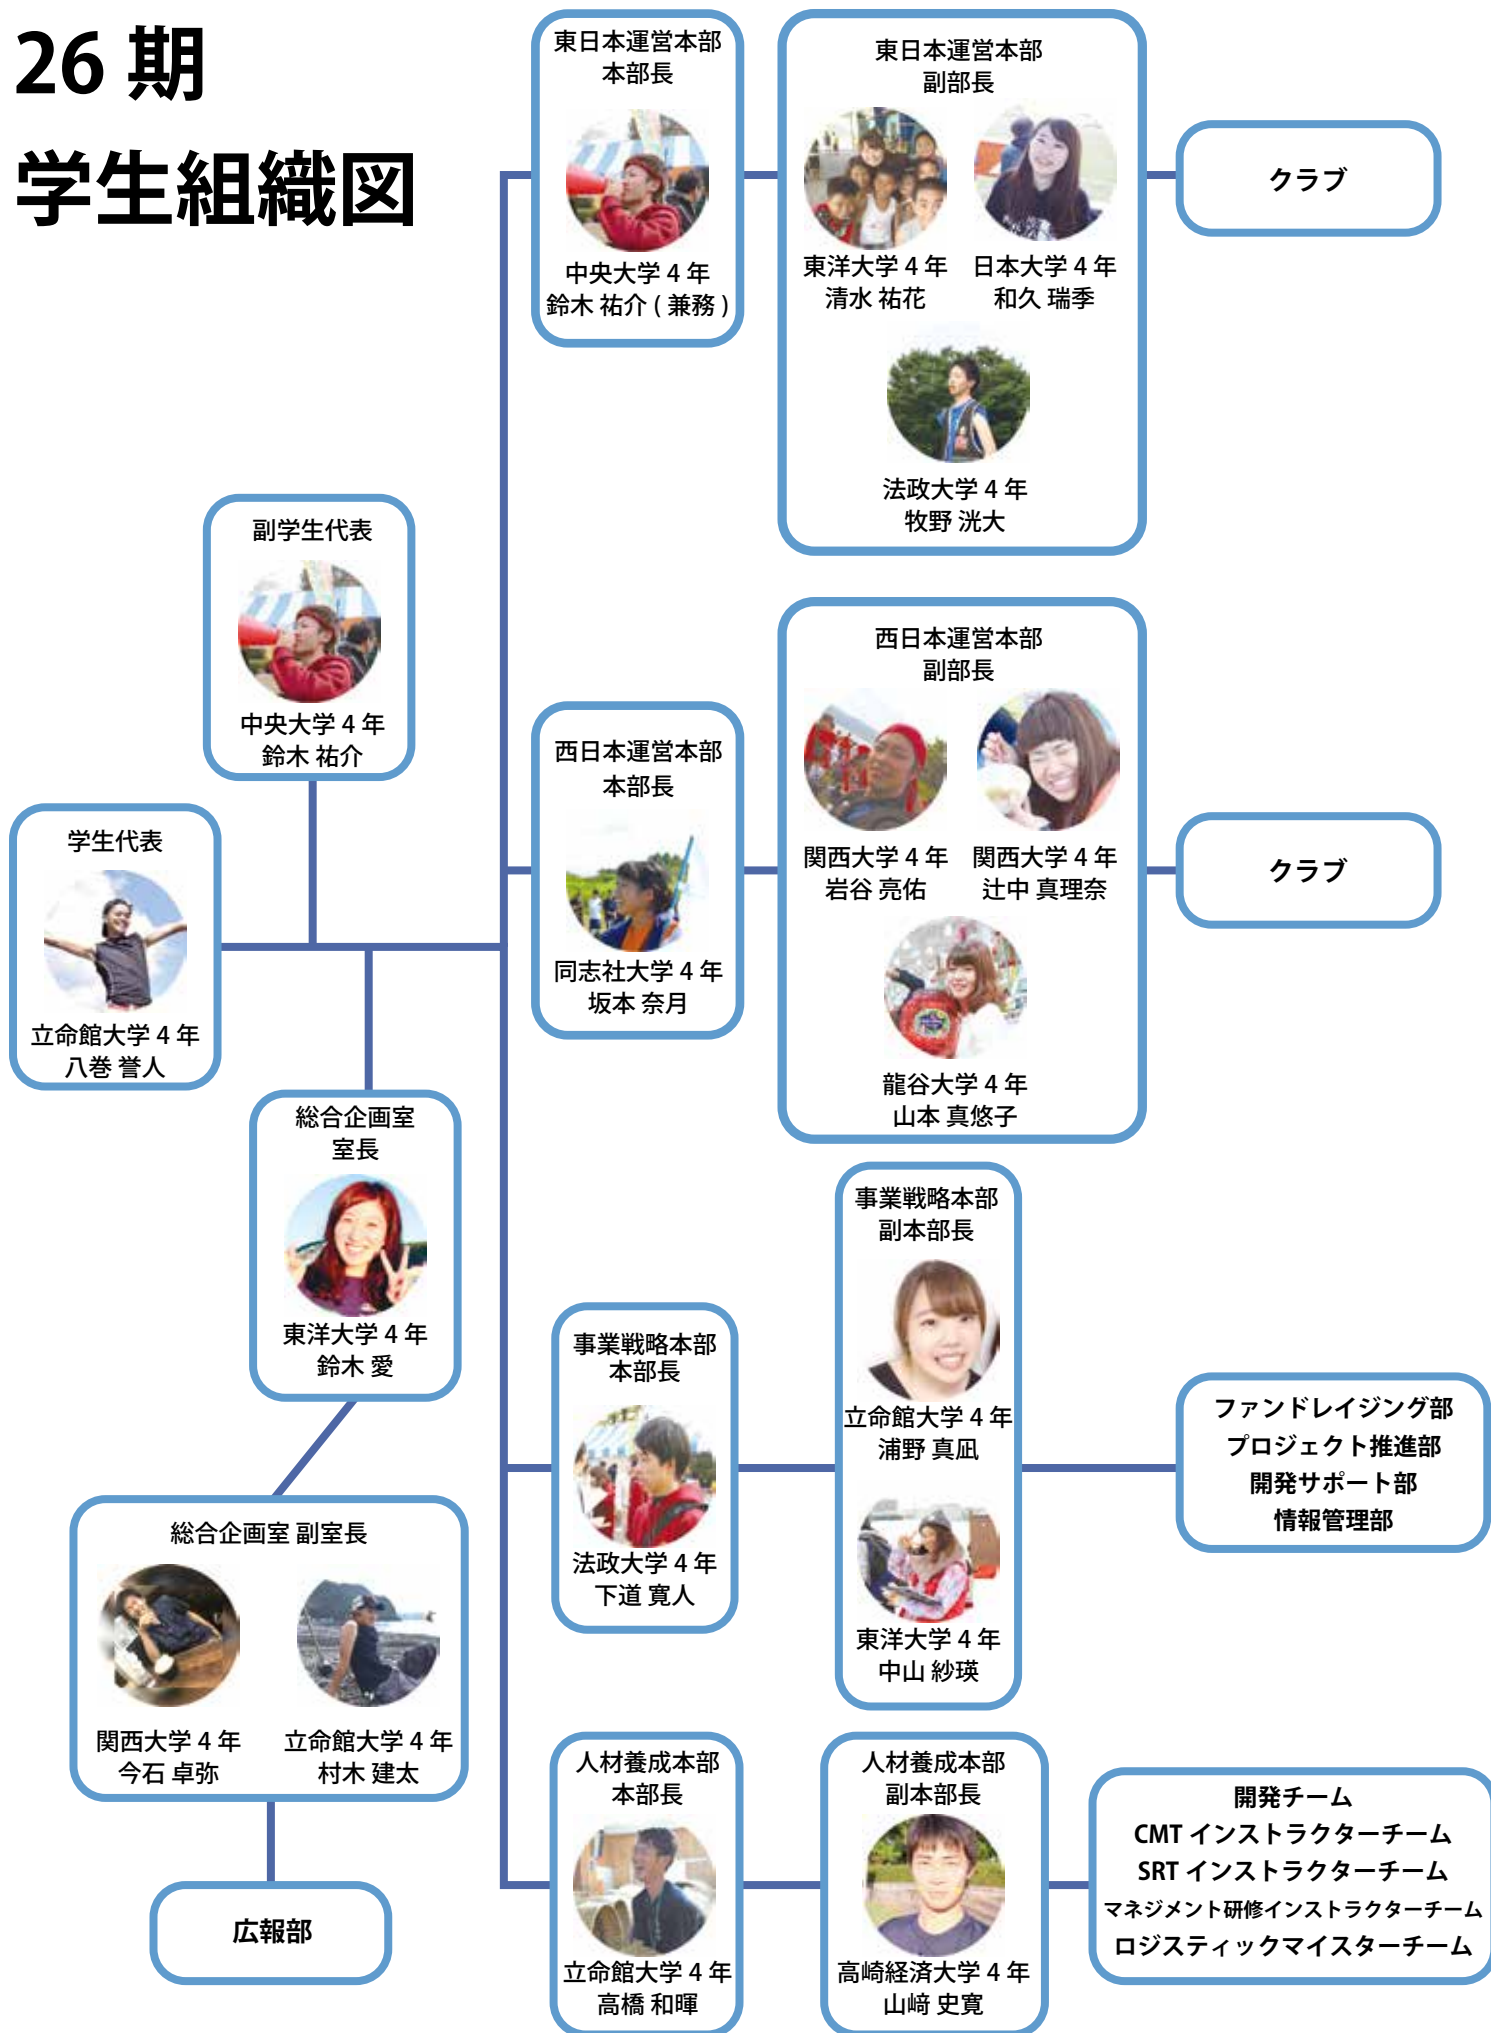 26 期
学生組織図
東日本運営本部
本部長
中央大学 4 年
鈴木 祐介 ( 兼務 )
東日本運営本部
副部長
東洋大学 4 年
清水 祐花
日本大学 4 年
和久 瑞季
法政大学 4 年
牧野 洸大
クラブ
副学生代表
中央大学 4 年
鈴木 祐介
学生代表
立命館大学 4 年
八巻 誉人
西日本運営本部
本部長
同志社大学 4 年
坂本 奈月
西日本運営本部
副部長
関西大学 4 年
岩谷 亮佑
関西大学 4 年
辻中 真理奈
龍谷大学 4 年
山本 真悠子
クラブ
総合企画室
室長
東洋大学 4 年
鈴木 愛
総合企画室 副室長
関西大学 4 年
今石 卓弥
立命館大学 4 年
村木 建太
広報部
事業戦略本部
本部長
法政大学 4 年
下道 寛人
事業戦略本部
副本部長
立命館大学 4 年
浦野 真凪
東洋大学 4 年
中山 紗瑛
ファンドレイジング部
プロジェクト推進部
開発サポート部
情報管理部
人材養成本部
本部長
立命館大学 4 年
高橋 和暉
人材養成本部
副本部長
高崎経済大学 4 年
山﨑 史寛
開発チーム
CMT インストラクターチーム
SRT インストラクターチーム
マネジメント研修インストラクターチーム
ロジスティックマイスターチーム